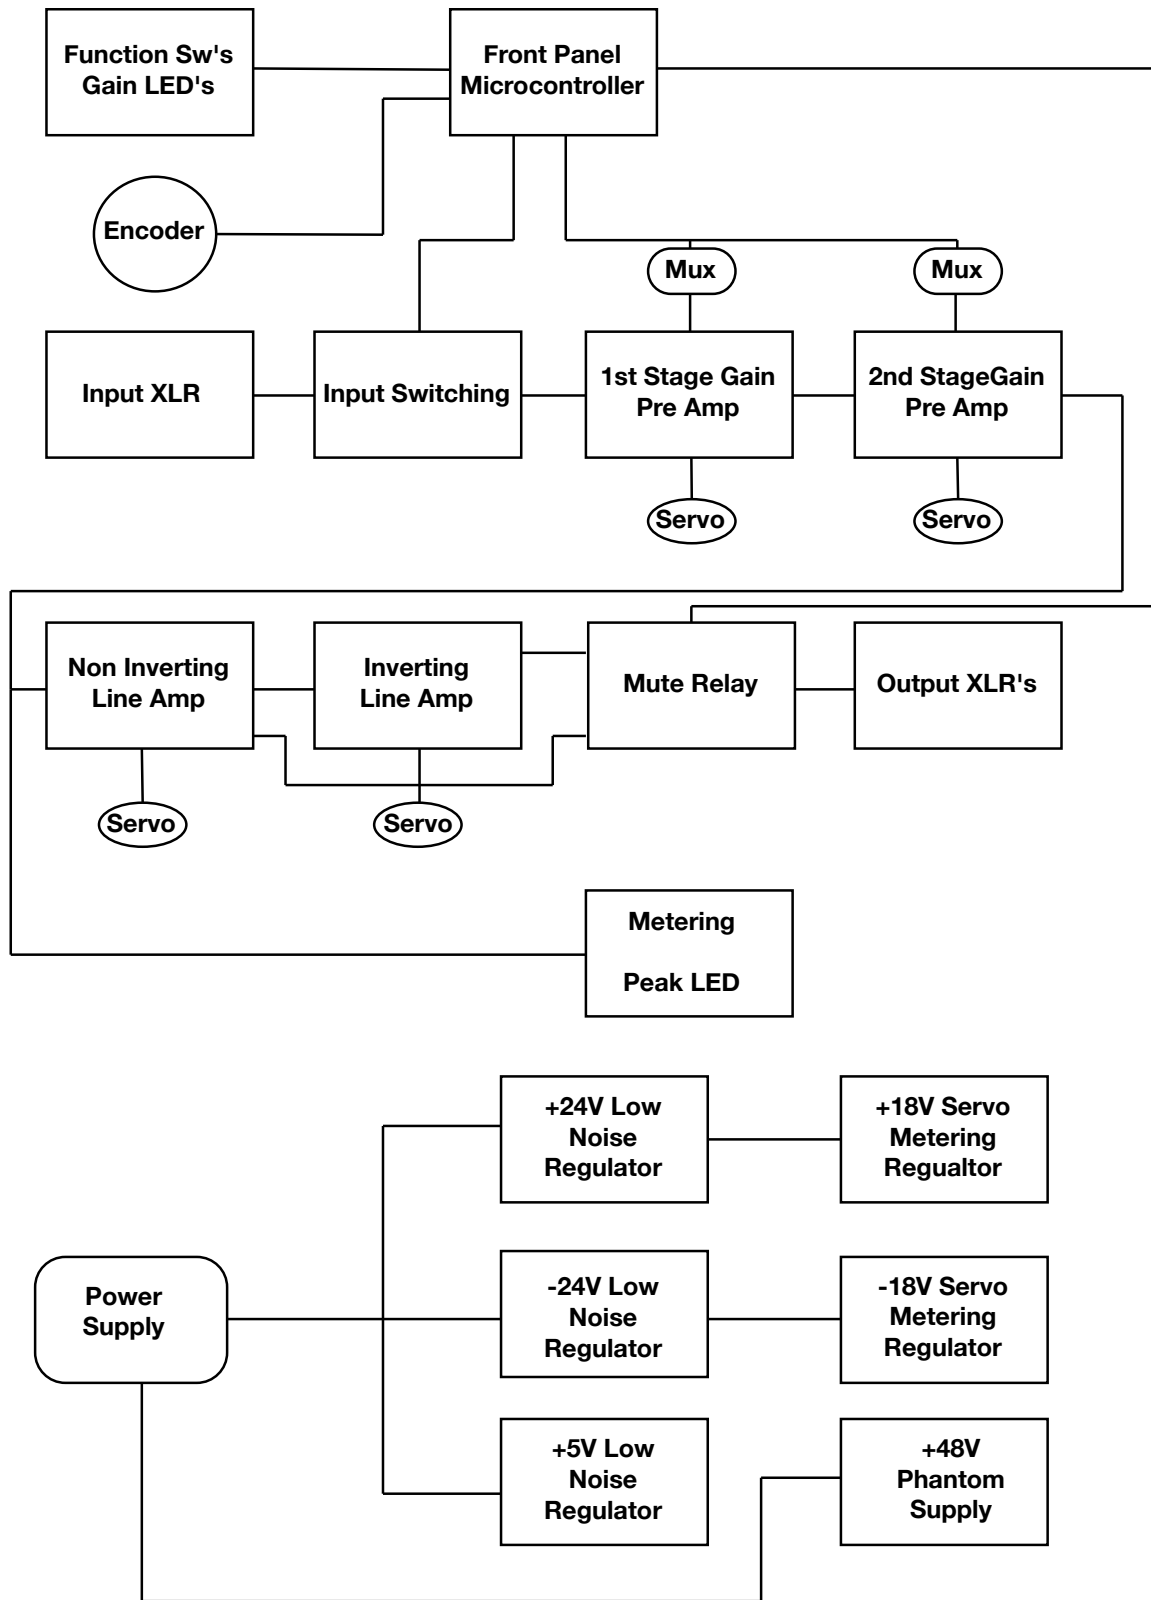 Function Sw's
Gain LED's
Front Panel
Microcontroller
Encoder
Mux
Mux
Input XLR
Input Switching
1st Stage Gain
Pre Amp
2nd StageGain
Pre Amp
Servo
Servo
Non Inverting
Line Amp
Inverting
Line Amp
Mute Relay
Output XLR's
Servo
Servo
Metering
Peak LED
+24V Low
Noise
Regulator
+18V Servo
Metering
Regualtor
Power
Supply
-24V Low
Noise
Regulator
-18V Servo
Metering
Regulator
+5V Low
Noise
Regulator
+48V
Phantom
Supply